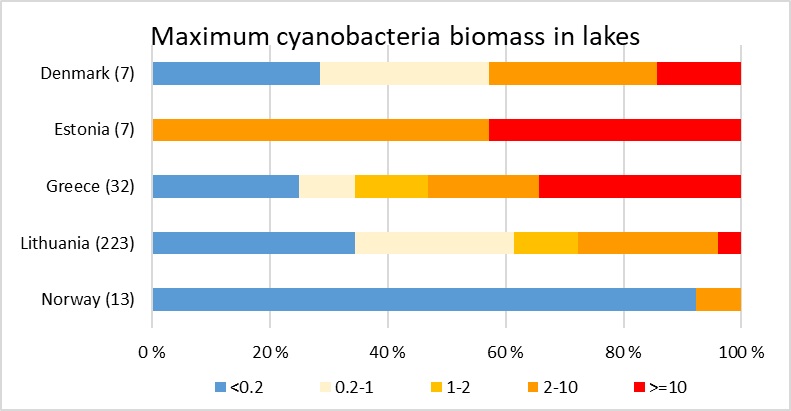 Maximum cyanobacteria biomass in lakes
Denmark (7)
Estonia (7)
Greece (32)
Lithuania (223)
Norway (13)
0 % 20 % 40 % 60 % 80 % 100 %
<0.2 0.2-1 1-2 2-10 >=10